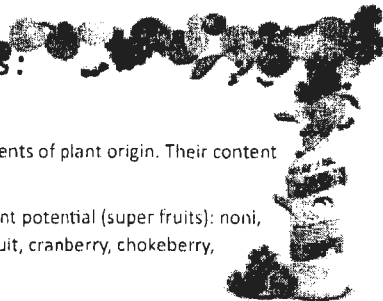 s:
ents of plant origin. Their content
nt potential (super fruits): noni,
uit, cranberry, chokeberry,